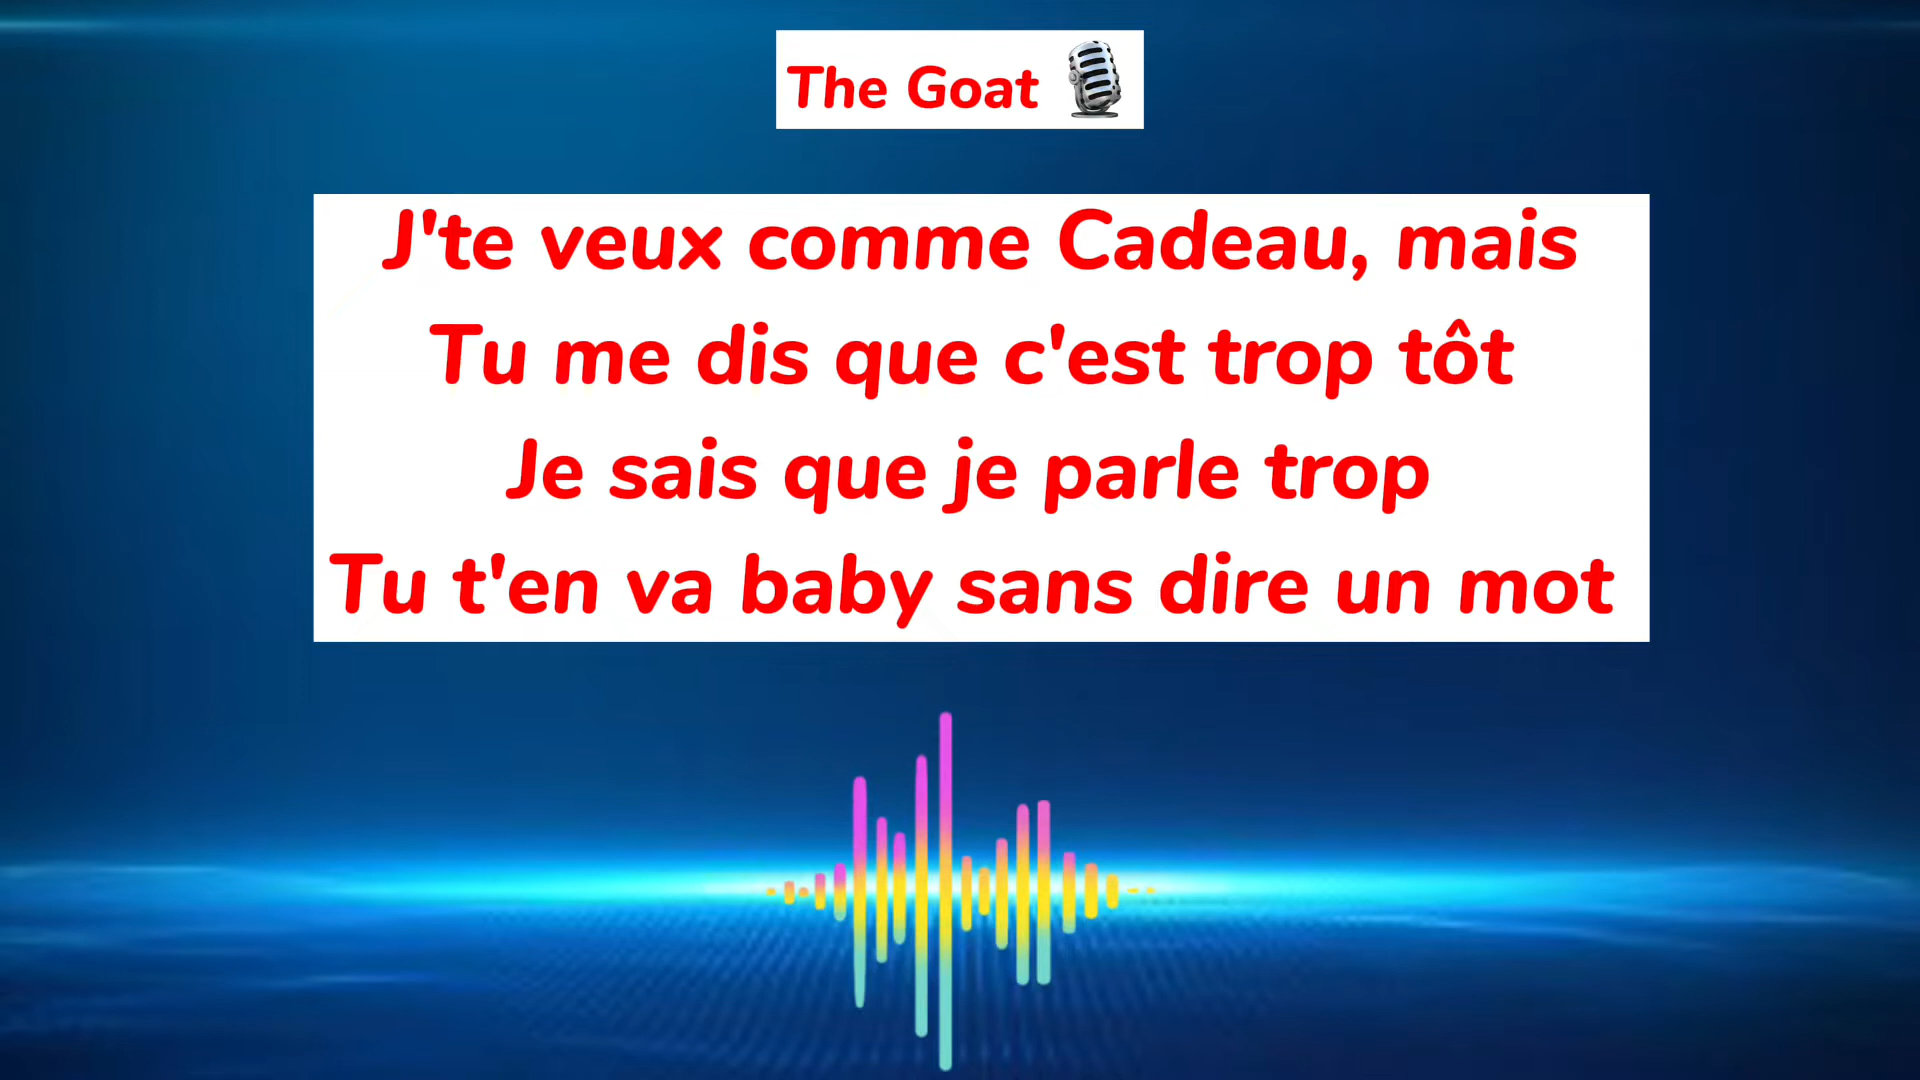 The Goat
J'te veux comme Cadeau, mais
Tu me dis que c'est trop tôt
Je sais que je parle trop
Tu t'en va baby sans dire un mot